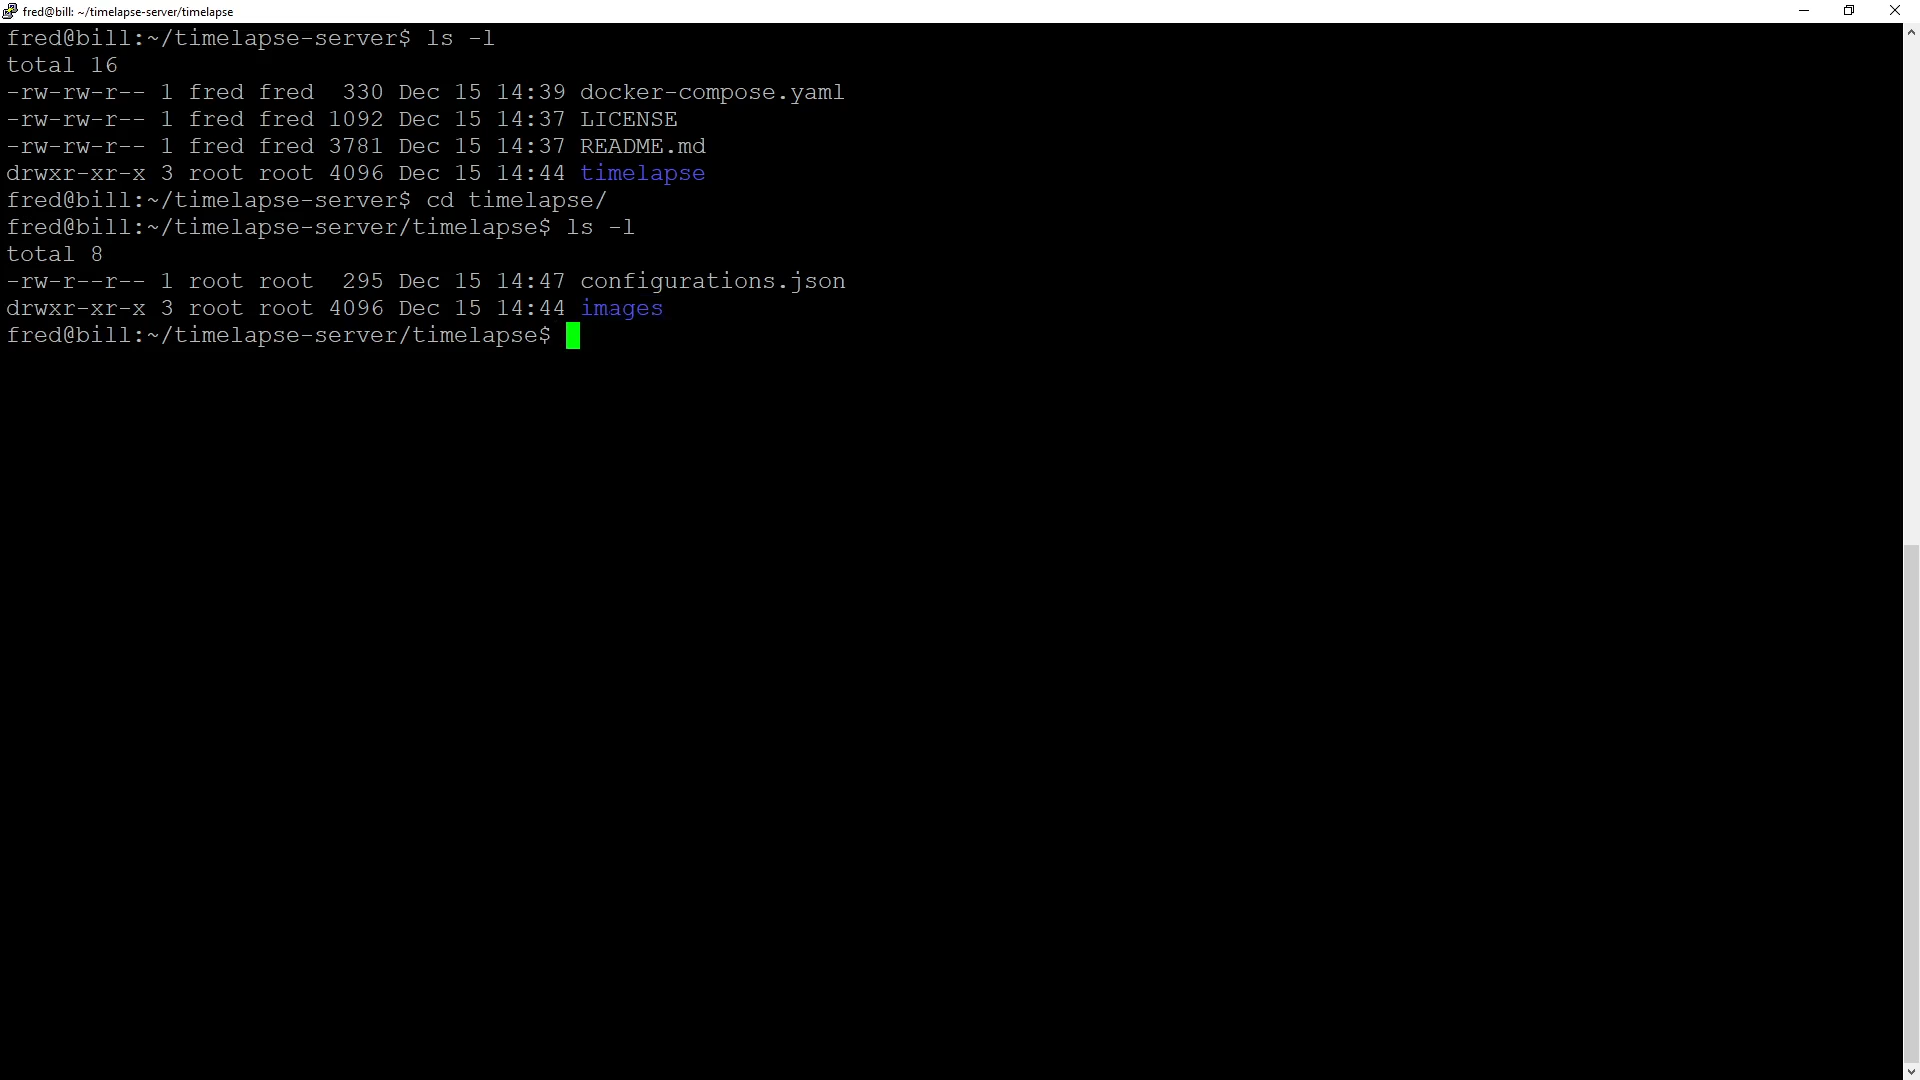 fred@bill: ~/timelapse-server/timelapse
fred@bill:~/timelapse-server$ ls -l
total 16
-rw-rw-r-- 1 fred fred  330 Dec 15 14:39 docker-compose.yaml
-rw-rw-r-- 1 fred fred 1092 Dec 15 14:37 LICENSE
-rw-rw-r-- 1 fred fred 3781 Dec 15 14:37 README.md
drwxr-xr-x 3 root root 4096 Dec 15 14:44 timelapse
fred@bill:~/timelapse-server$ cd timelapse/
fred@bill:~/timelapse-server/timelapse$ ls -l
total 8
-rw-r--r-- 1 root root  295 Dec 15 14:47 configurations.json
drwxr-xr-x 3 root root 4096 Dec 15 14:44 images
fred@bill:~/timelapse-server/timelapse$